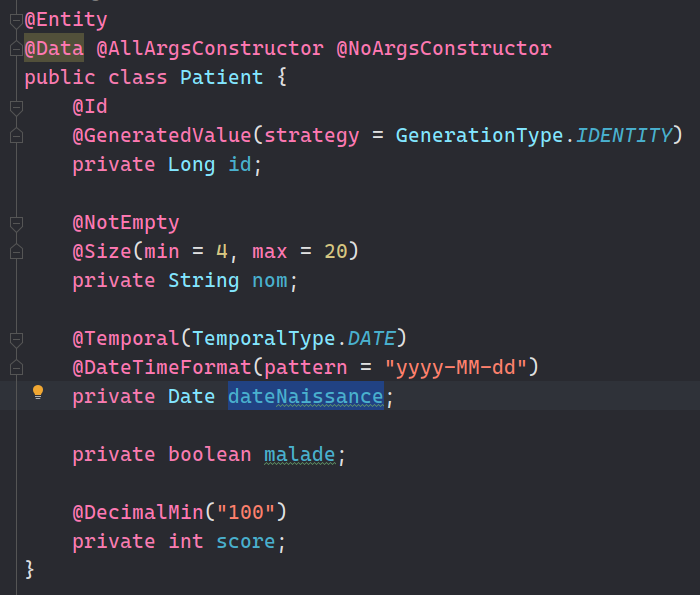 @Entity
@Data @AllArgsConstructor @NoArgsConstructor
public class Patient {
    @Id
    @GeneratedValue(strategy = GenerationType.IDENTITY)
    private Long id;

    @NotEmpty
    @Size(min = 4, max = 20)
    private String nom;

    @Temporal(TemporalType.DATE)
    @DateTimeFormat(pattern = "yyyy-MM-dd")
    private Date dateNaissance;

    private boolean malade;

    @DecimalMin("100")
    private int score;
}